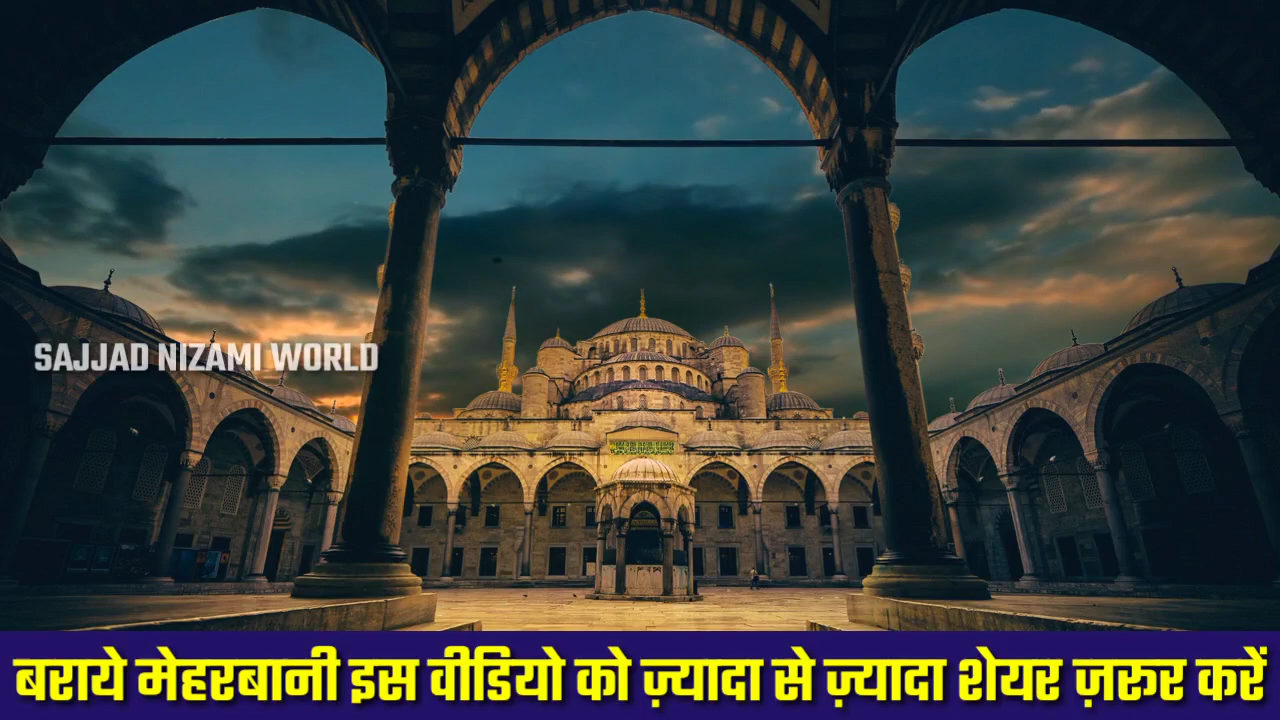 SAJJAD NIZAMI WORLD
बराये मेहरबानी इस वीडियो को ज़्यादा से ज़्यादा शेयर ज़रूर करें